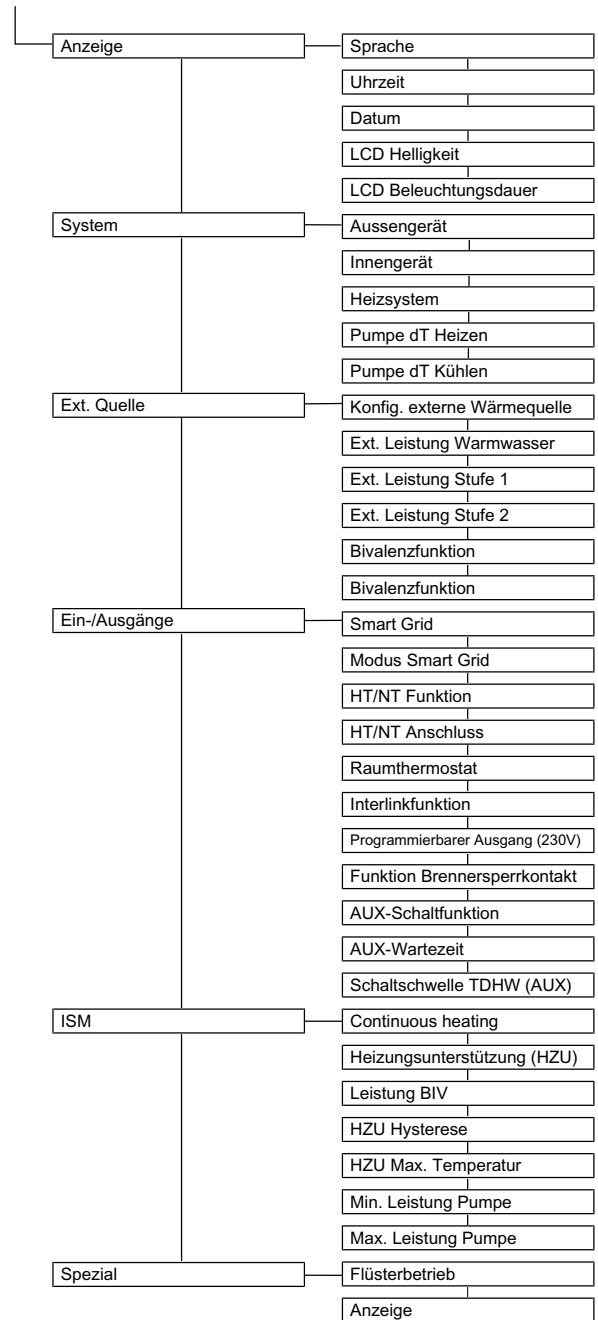 Anzeige
Sprache
Uhrzeit
Datum
LCD Helligkeit
LCD Beleuchtungsdauer
System
Aussengerät
Innengerät
Heizsystem
Pumpe dT Heizen
Pumpe dT Kühlen
Ext. Quelle
Konfig. externe Wärmequelle
Ext. Leistung Warmwasser
Ext. Leistung Stufe 1
Ext. Leistung Stufe 2
Bivalenzfunktion
Bivalenzfunktion
Ein-/Ausgänge
Smart Grid
Modus Smart Grid
HT/NT Funktion
HT/NT Anschluss
Raumthermostat
Interlinkfunktion
Programmierbarer Ausgang (230V)
Funktion Brennersperrkontakt
AUX-Schaltfunktion
AUX-Wartezeit
Schaltschwelle TDHW (AUX)
ISM
Continuous heating
Heizungsunterstützung (HZU)
Leistung BIV
HZU Hysterese
HZU Max. Temperatur
Min. Leistung Pumpe
Max. Leistung Pumpe
Spezial
Flüsterbetrieb
Anzeige